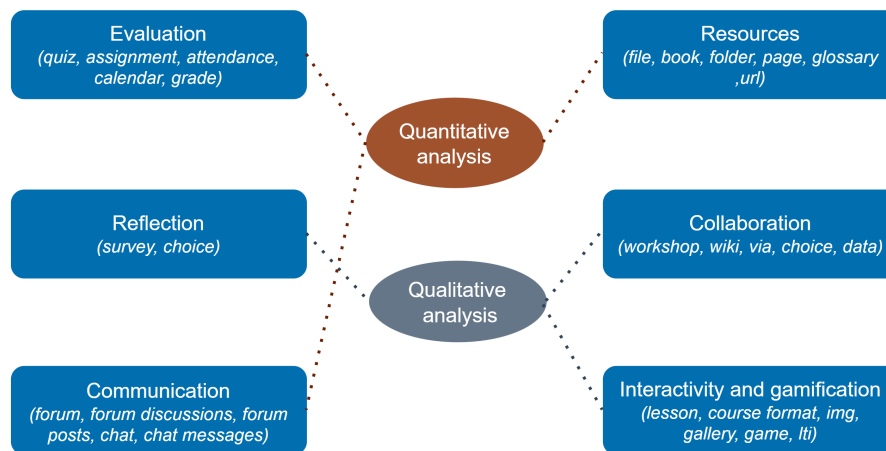 Evaluation
(quiz, assignment, attendance,
calendar, grade)
Resources
(file, book, folder, page, glossary
,url)
Quantitative
analysis
Reflection
(survey, choice)
Collaboration
(workshop, wiki, via, choice, data)
Qualitative
analysis
Communication
(forum, forum discussions, forum
posts, chat, chat messages)
Interactivity and gamification
(lesson, course format, img,
gallery, game, lti)